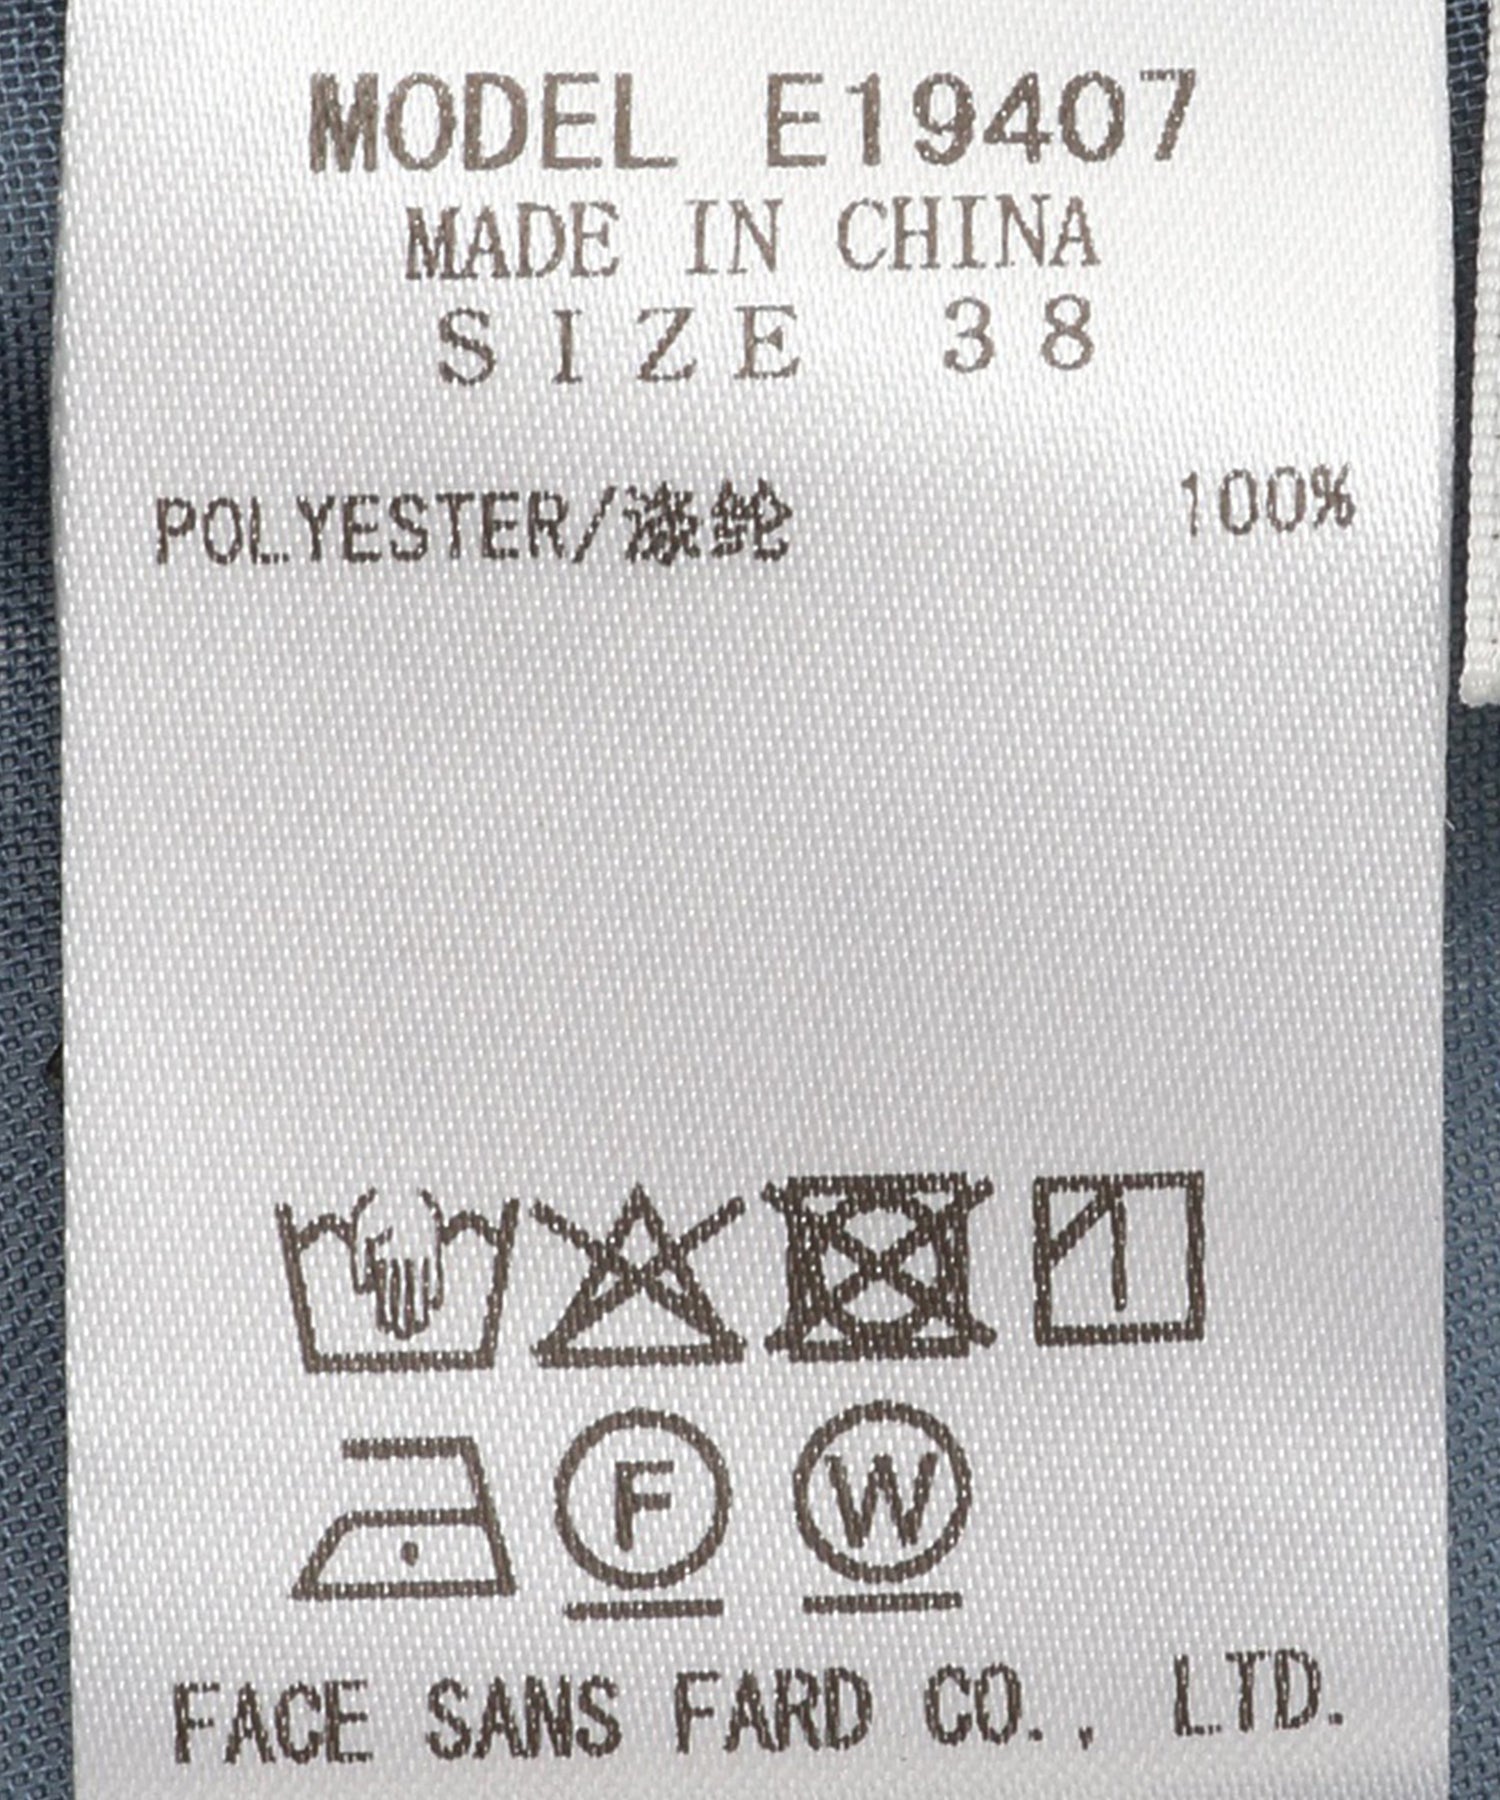 MODEL E19407
MADE IN CHINA
SIZE 38
POLYESTER/涤纶 100%
F W
FACE SANS FARD CO., LTD.